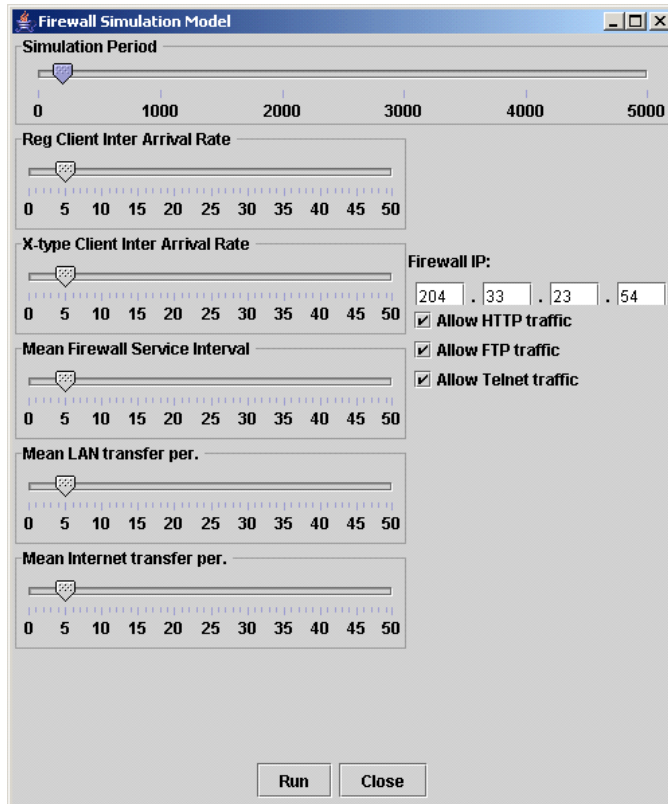 Firewall Simulation Model
Simulation Period
0 1000 2000 3000 4000 5000
Reg Client Inter Arrival Rate
0 5 10 15 20 25 30 35 40 45 50
X-type Client Inter Arrival Rate
0 5 10 15 20 25 30 35 40 45 50
Firewall IP:
204 . 33 . 23 . 54
Allow HTTP traffic
Allow FTP traffic
Allow Telnet traffic
Mean Firewall Service Interval
0 5 10 15 20 25 30 35 40 45 50
Mean LAN transfer per.
0 5 10 15 20 25 30 35 40 45 50
Mean Internet transfer per.
0 5 10 15 20 25 30 35 40 45 50
Run Close